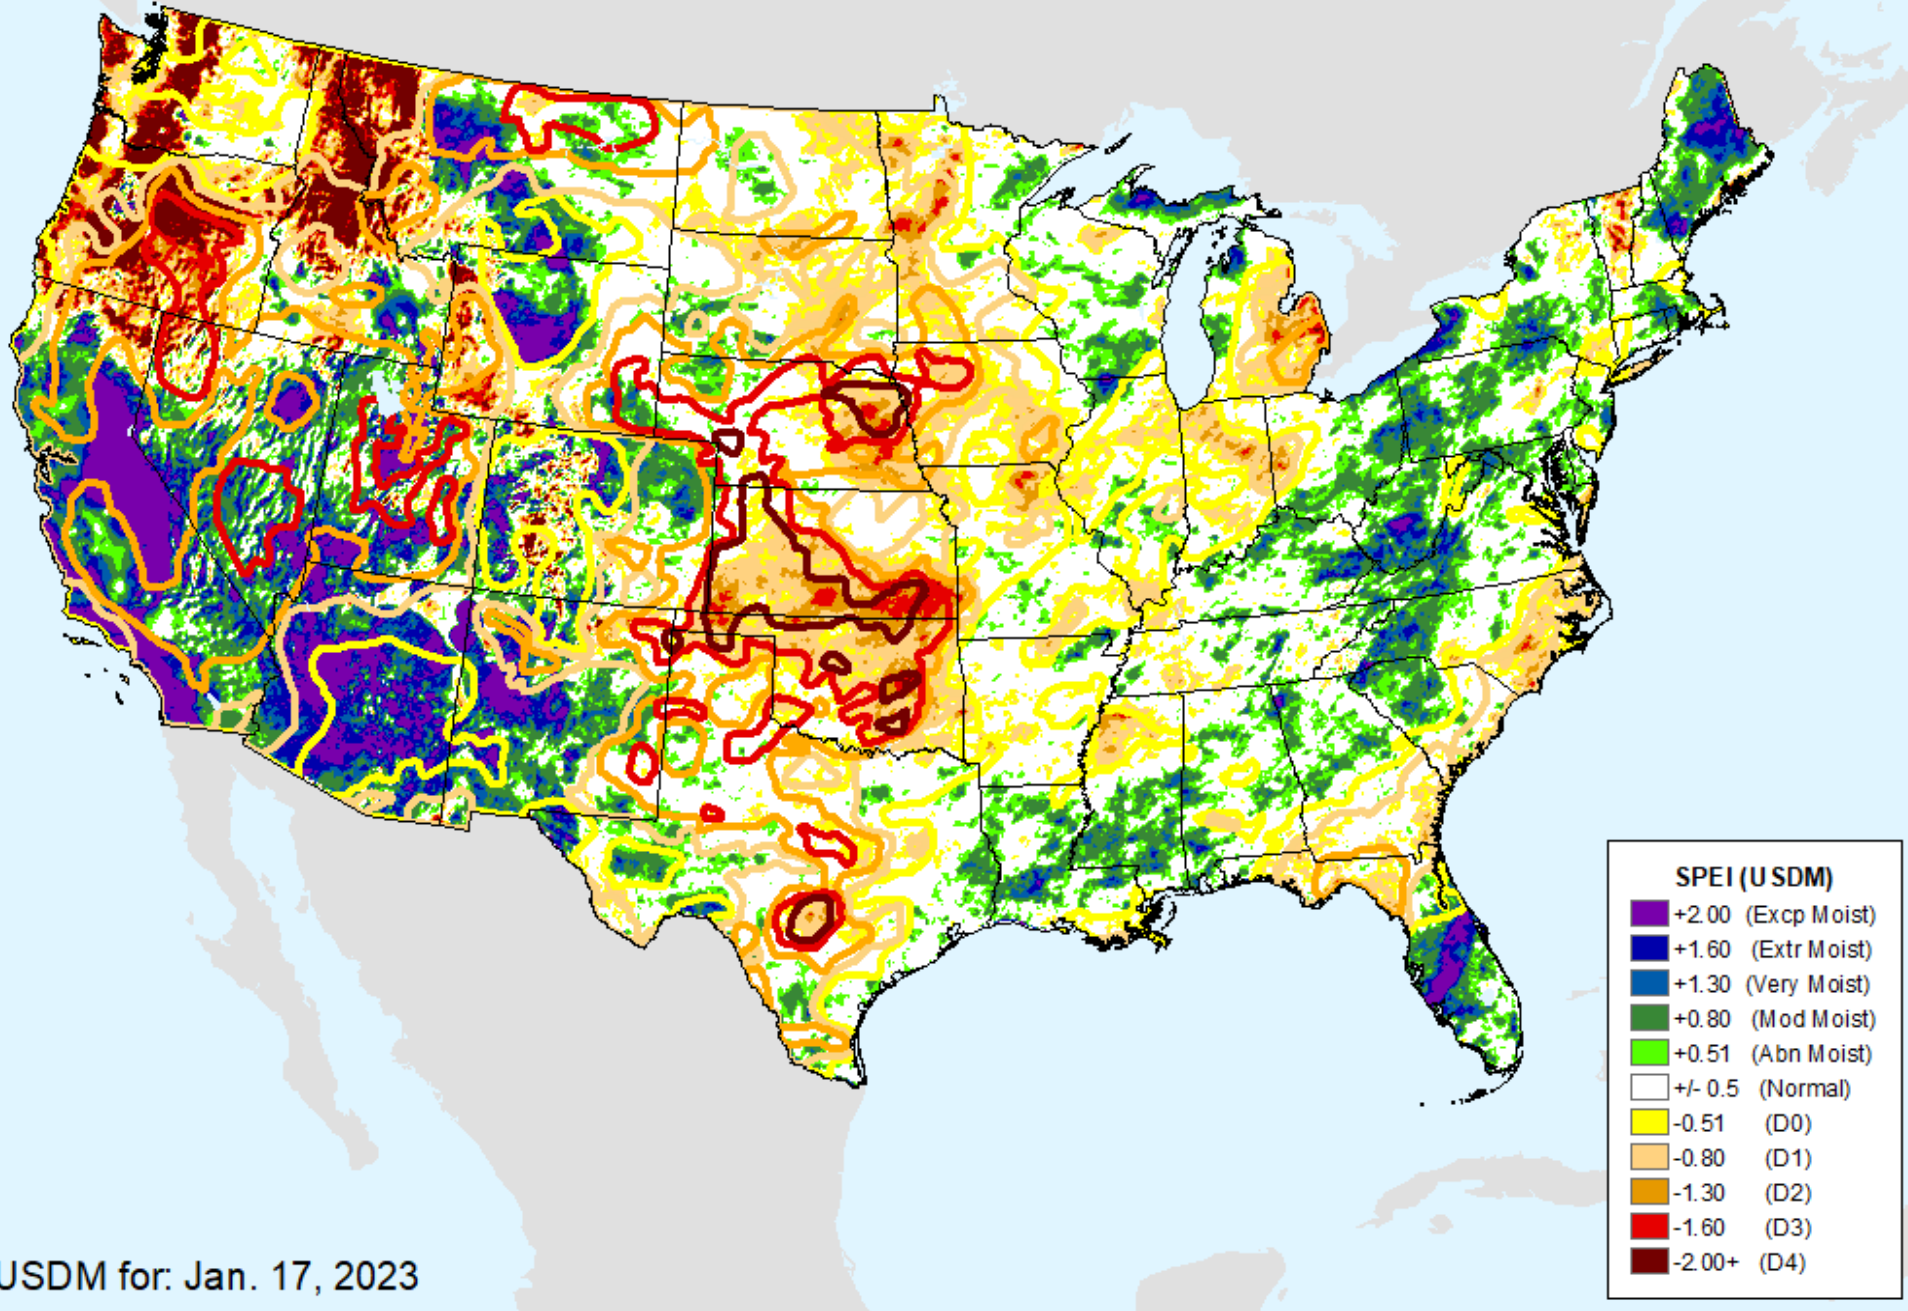 SPEI (USDM)
+2.00 (Excp Moist)
+1.60 (Extr Moist)
+1.30 (Very Moist)
+0.80 (Mod Moist)
+0.51 (Abn Moist)
+/- 0.5 (Normal)
-0.51 (D0)
-0.80 (D1)
-1.30 (D2)
-1.60 (D3)
-2.00+ (D4)
USDM for: Jan. 17, 2023